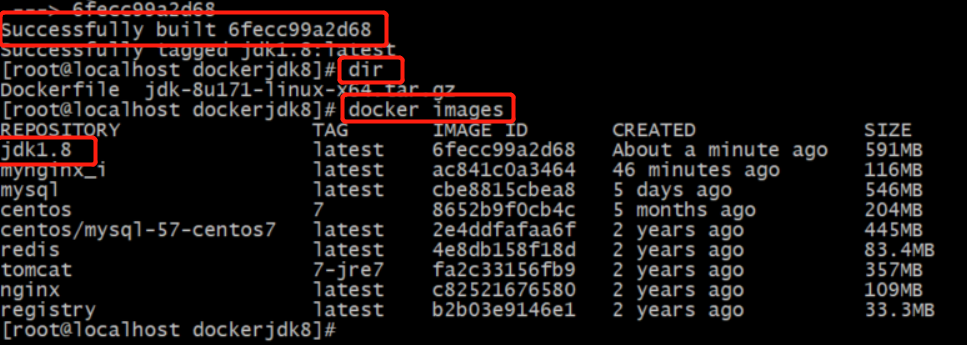 ---> 6fecc99a2d68
Successfully built 6fecc99a2d68
Successfully tagged jdk1.8:latest
[root@localhost dockerjdk8]# dir
Dockerfile  jdk-8u171-linux-x64.tar.gz
[root@localhost dockerjdk8]# docker images
REPOSITORY TAG IMAGE ID CREATED SIZE
jdk1.8 latest 6fecc99a2d68 About a minute ago 591MB
mynginx_i latest ac841c0a3464 46 minutes ago 116MB
mysql latest cbe8815cbea8 5 days ago 546MB
centos 7 8652b9f0cb4c 5 months ago 204MB
centos/mysql-57-centos7 latest 2e4ddfafaa6f 2 years ago 445MB
redis latest 4e8db158f18d 2 years ago 83.4MB
tomcat 7-jre7 fa2c33156fb9 2 years ago 357MB
nginx latest c82521676580 2 years ago 109MB
registry latest b2b03e9146e1 2 years ago 33.3MB
[root@localhost dockerjdk8]#